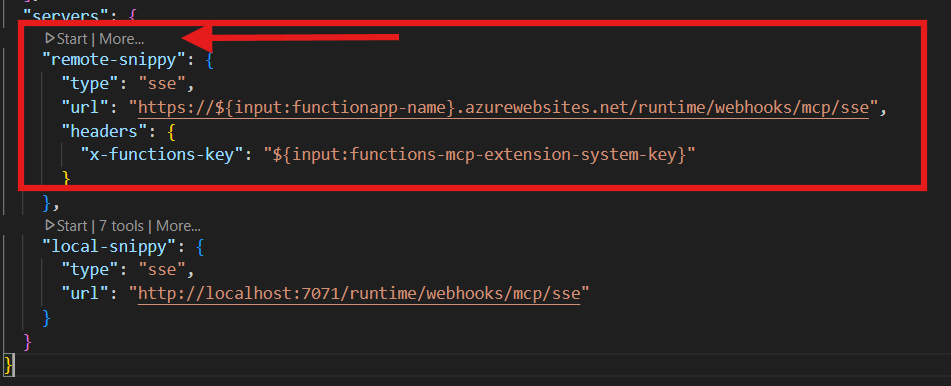 "servers": {
Start | More...
"remote-snippy": {
"type": "sse",
"url": "https://${input:functionapp-name}.azurewebsites.net/runtime/webhooks/mcp/sse",
"headers": {
"x-functions-key": "${input:functions-mcp-extension-system-key}"
}
},
Start | 7 tools | More...
"local-snippy": {
"type": "sse",
"url": "http://localhost:7071/runtime/webhooks/mcp/sse"
}
}
}